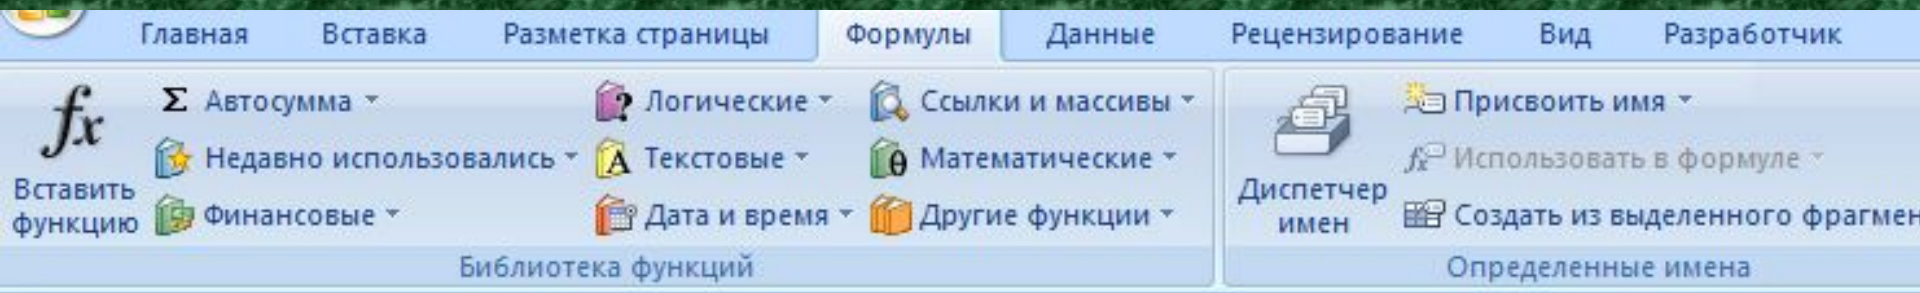 Главная Вставка Разметка страницы Формулы Данные Рецензирование Вид Разработчик
fx
Вставить
функцию
Σ Автосумма
Недавно использовались
Финансовые
Логические
Текстовые
Дата и время
Ссылки и массивы
Математические
Другие функции
Библиотека функций
Диспетчер
имен
Присвоить имя
Использовать в формуле
Создать из выделенного фрагмен
Определенные имена